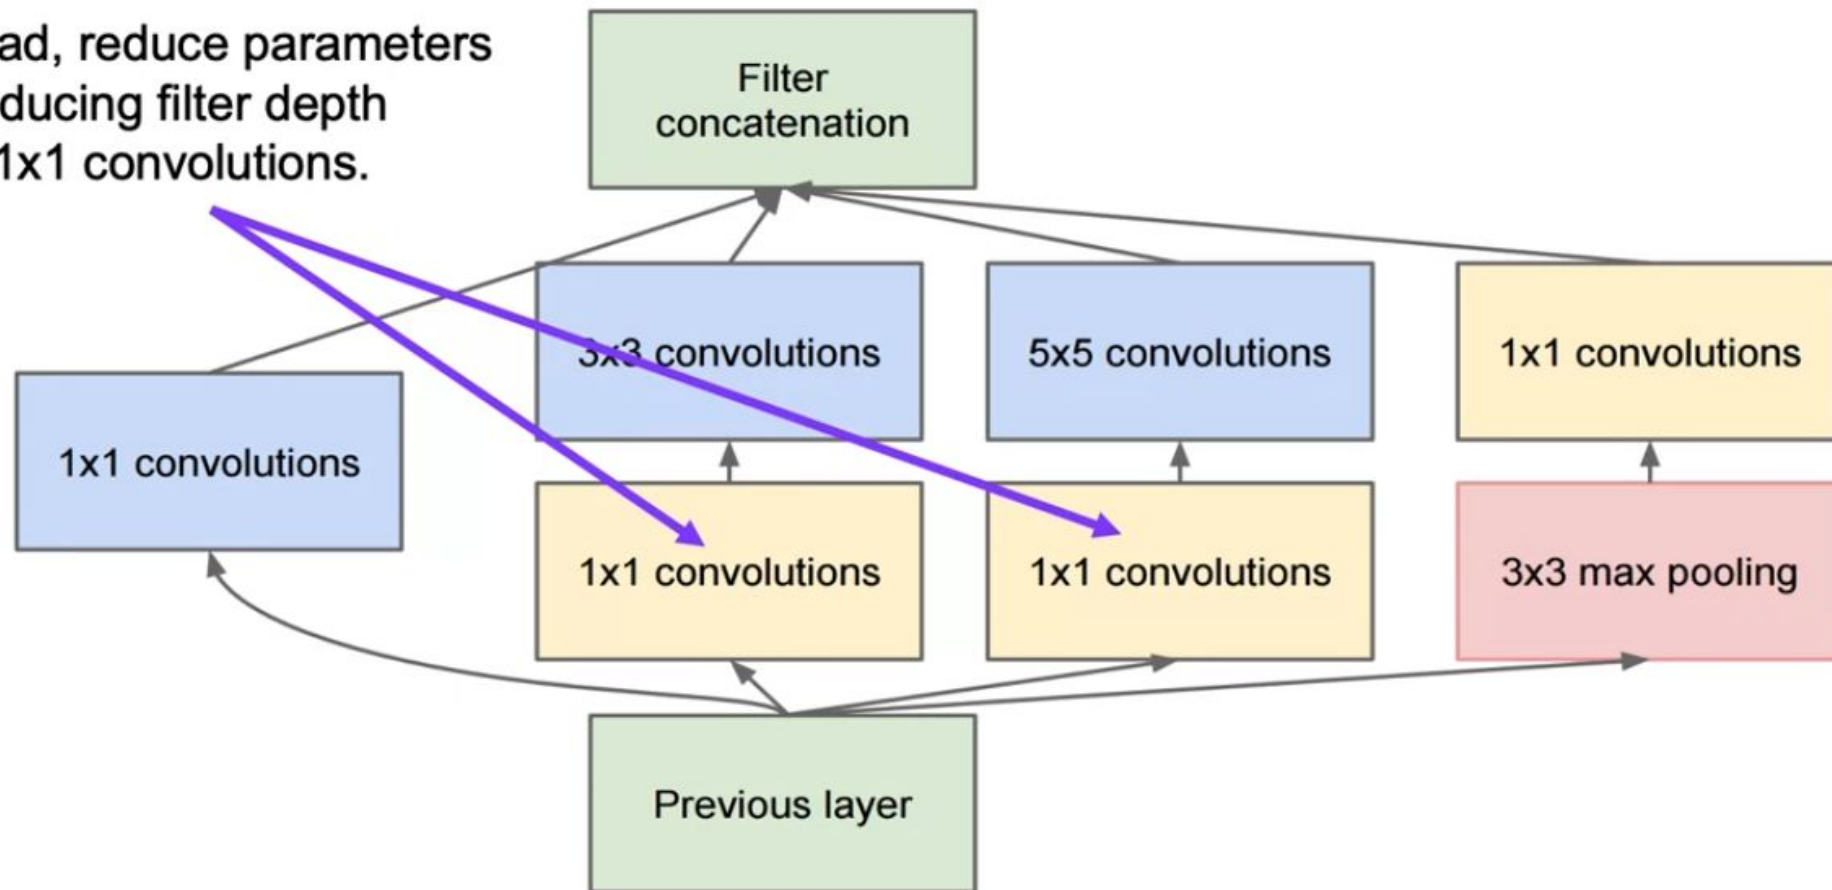 ad, reduce parameters
ducing filter depth
1x1 convolutions.
Filter
concatenation
3x3 convolutions
5x5 convolutions
1x1 convolutions
1x1 convolutions
1x1 convolutions
1x1 convolutions
3x3 max pooling
Previous layer